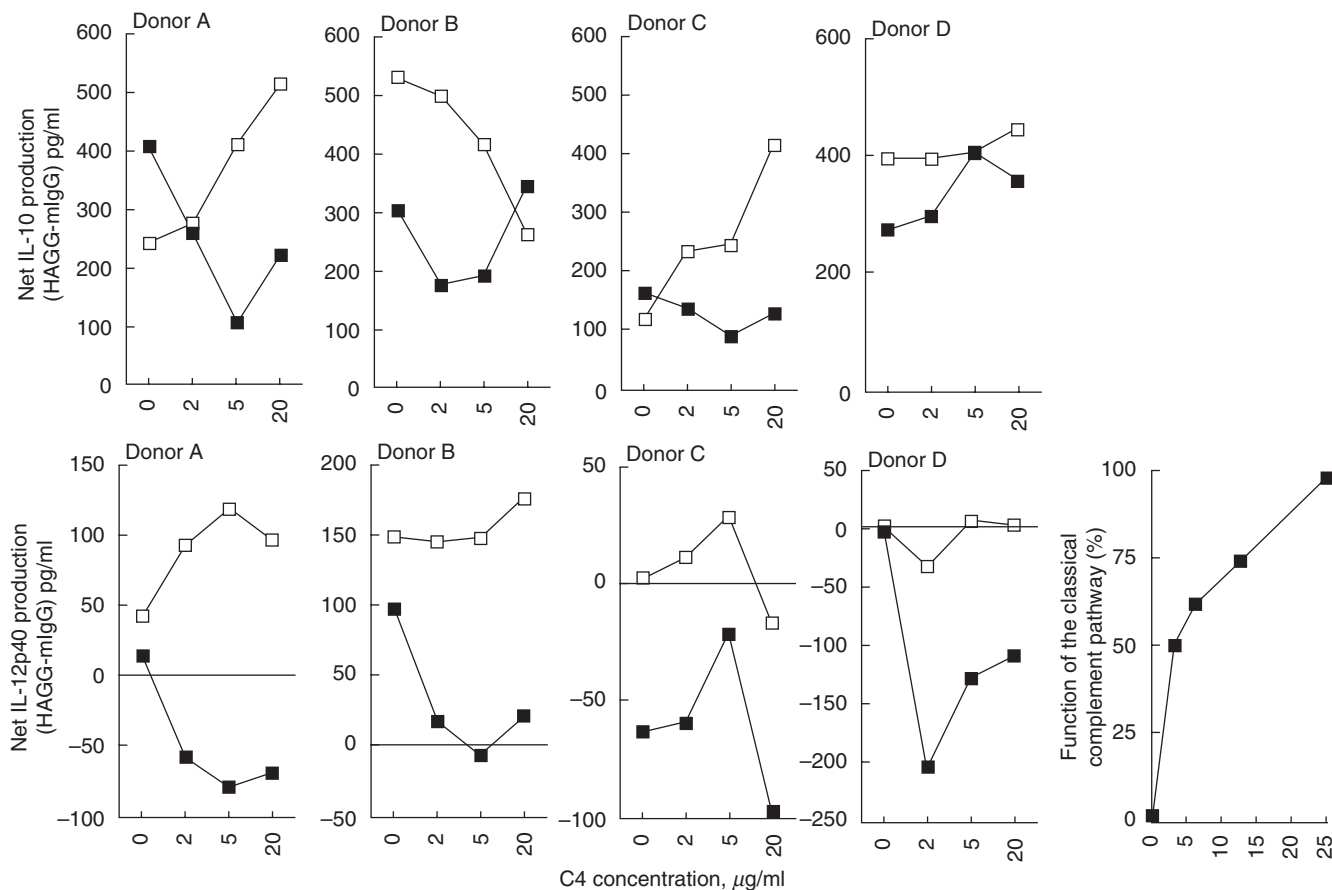 Donor A
Donor B
Donor C
Donor D
Net IL-10 production
(HAGG-mIgG) pg/ml
600
500
400
300
200
100
0
0 2 5 20
600
500
400
300
200
100
0
0 2 5 20
600
500
400
300
200
100
0
0 2 5 20
600
400
200
0
0 2 5 20
Donor A
Donor B
Donor C
Donor D
Net IL-12p40 production
(HAGG-mIgG) pg/ml
150
100
50
0
–50
–100
0 2 5 20
200
150
100
50
0
–50
0 2 5 20
50
0
–50
–100
0 2 5 20
50
0
–50
–100
–150
–200
–250
0 2 5 20
Function of the classical
complement pathway (%)
100
75
50
25
0
0 5 10 15 20 25
C4 concentration, μg/ml